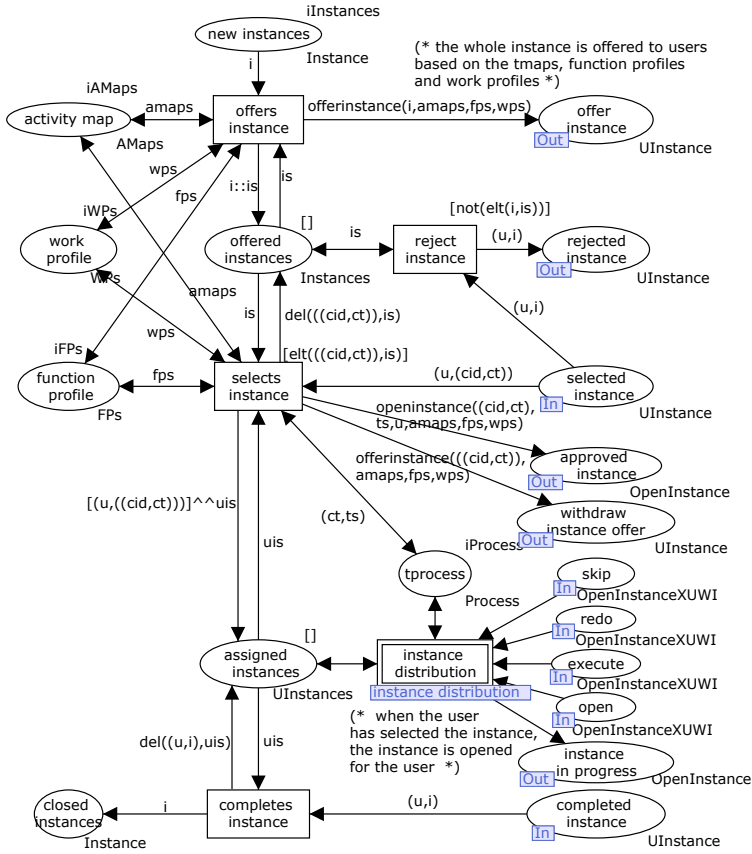 iInstances
new instances
Instance
i
(* the whole instance is offered to users
based on the tmaps, function profiles
and work profiles *)
iAMaps
activity map
AMaps
amaps
offers
instance
offerinstance(i,amaps,fps,wps)
offer
instance
Out
UInstance
wps
fps
i::is
is
iWPs
work
profile
WPs
[]
offered
instances
Instances
is
[not(elt(i,is))]
reject
instance
(u,i)
rejected
instance
Out
UInstance
amaps
wps
is
del(((cid,ct)),is)
(u,i)
iFPs
function
profile
FPs
fps
[elt(((cid,ct)),is)]
selects
instance
(u,(cid,ct))
selected
instance
In
UInstance
openinstance((cid,ct),
ts,u,amaps,fps,wps)
offerinstance(((cid,ct)),
amaps,fps,wps)
approved
instance
Out
OpenInstance
[(u,((cid,ct)))]^^uis
uis
(ct,ts)
withdraw
instance offer
Out
UInstance
iProcess
tprocess
Process
skip
In
OpenInstanceXUWI
redo
In
OpenInstanceXUWI
[]
assigned
instances
UInstances
instance
distribution
instance distribution
execute
In
OpenInstanceXUWI
open
In
OpenInstanceXUWI
(* when the user
has selected the instance,
the instance is opened
for the user *)
instance
in progress
Out
OpenInstance
del((u,i),uis)
uis
closed
instances
Instance
i
completes
instance
(u,i)
completed
instance
In
UInstance